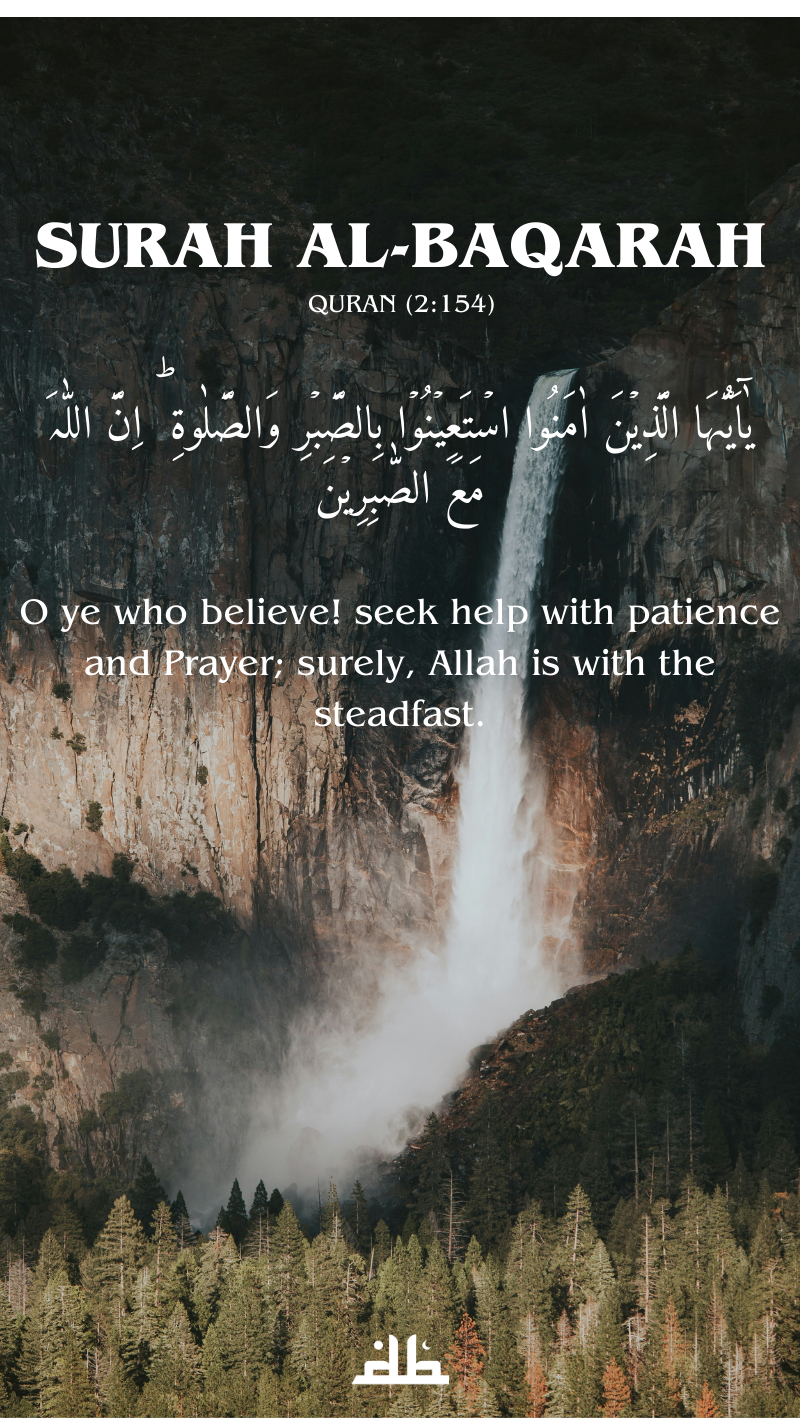 SURAH AL-BAQARAH
QURAN (2:154)
يٰۤاَيُّہَا الَّذِيۡنَ اٰمَنُوا اسۡتَعِيۡنُوۡا بِالصَّبۡرِ وَالصَّلٰوةِ ؕ اِنَّ اللّٰہَ
مَعَ الصّٰبِرِيۡنَ
O ye who believe! seek help with patience
and Prayer; surely, Allah is with the
steadfast.